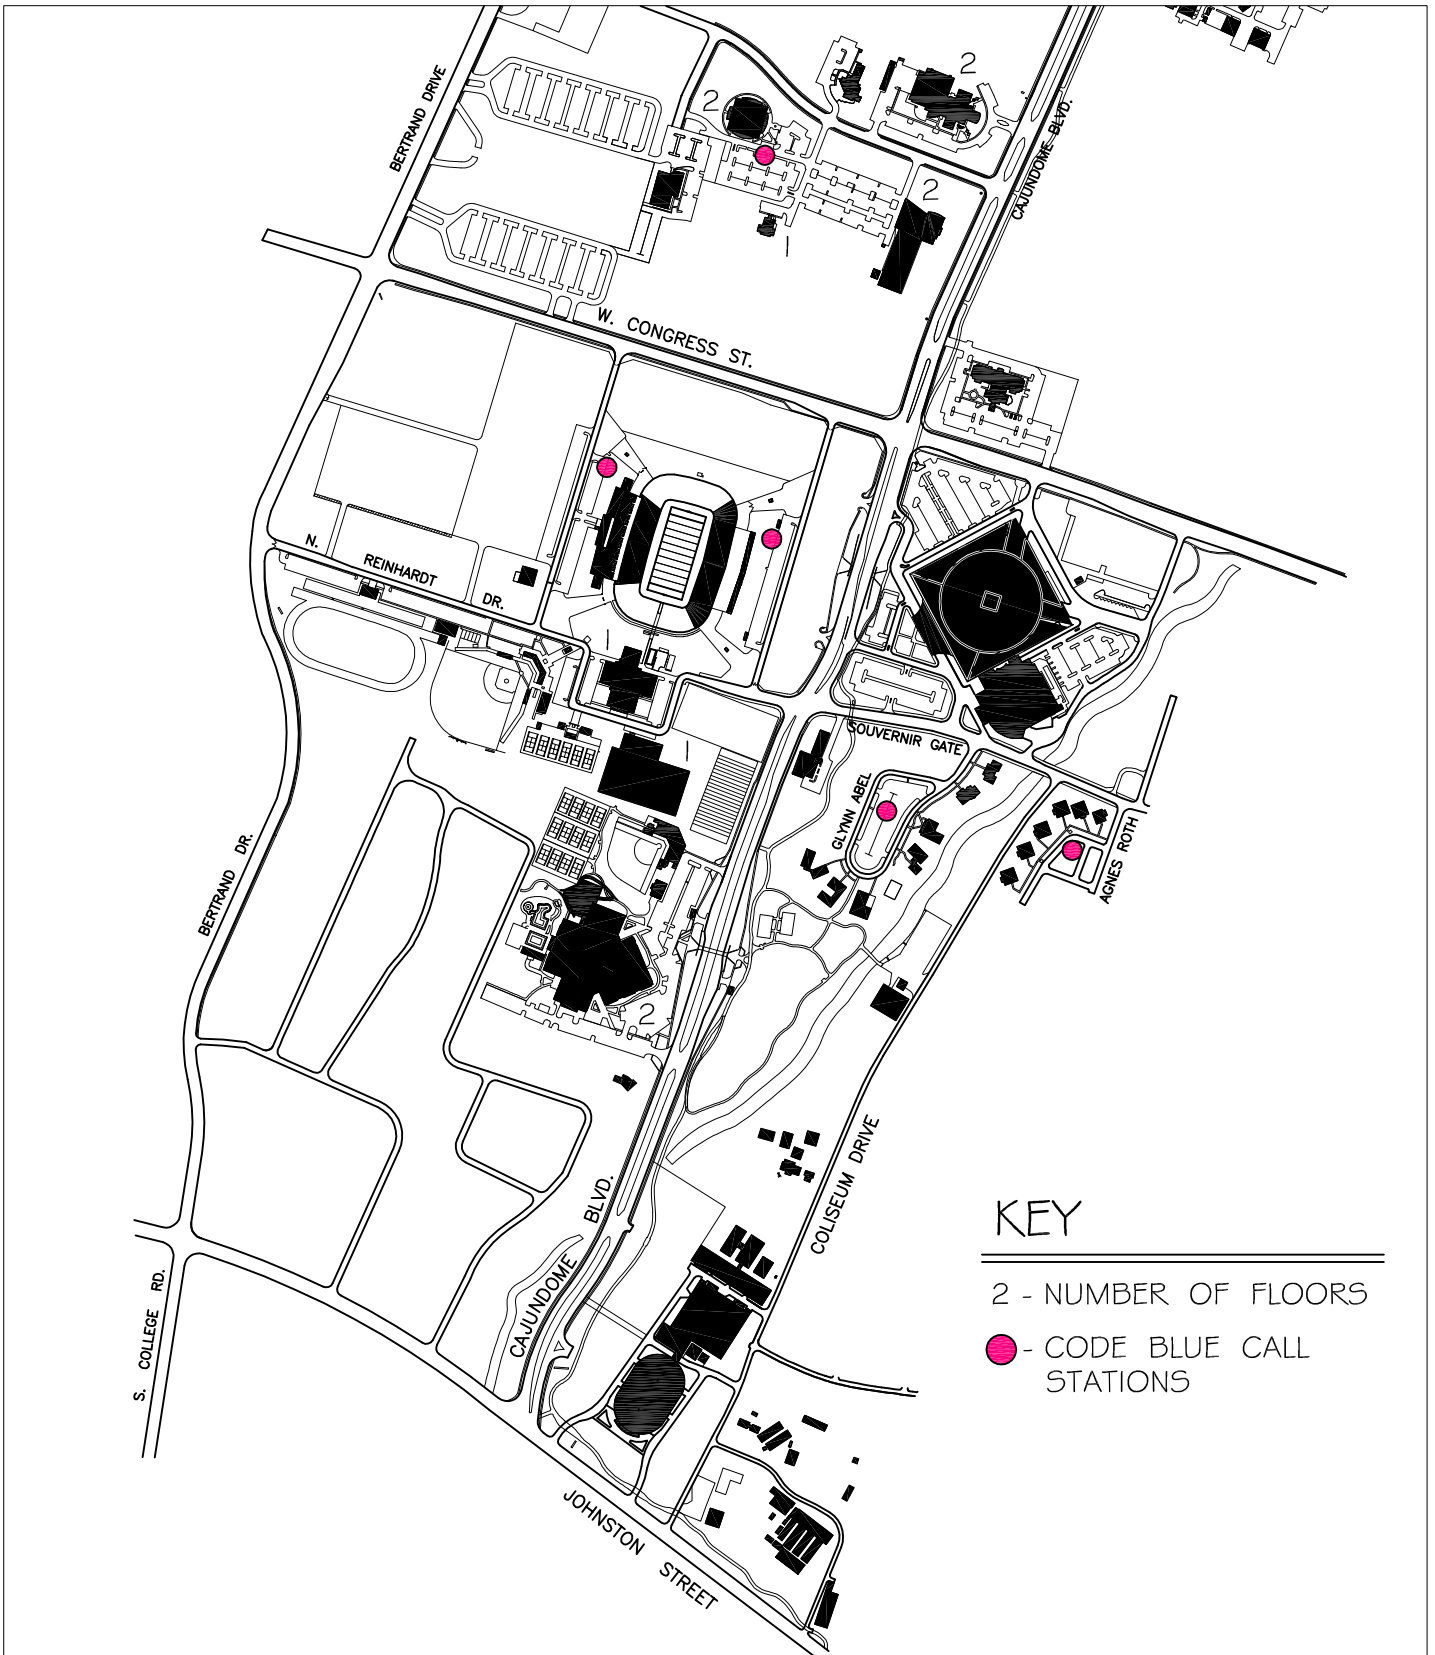 2
BERTRAND DRIVE
2
CAJUNDOME BLVD.
2
1
W. CONGRESS ST.
N. REINHARDT DR.
1
SOUVERNIR GATE
1
GLYNN ABEL
AGNES ROTH
BERTRAND DR.
2
COLISEUM DRIVE
CAJUNDOME BLVD.
S. COLLEGE RD.
JOHNSTON STREET
KEY
2 - NUMBER OF FLOORS
- CODE BLUE CALL
STATIONS